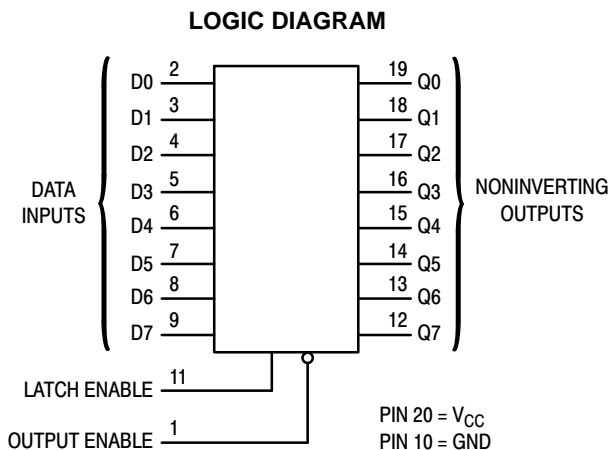 LOGIC DIAGRAM
D0 2 19 Q0
D1 3 18 Q1
D2 4 17 Q2
DATA INPUTS
D3 5 16 Q3
NONINVERTING OUTPUTS
D4 6 15 Q4
D5 7 14 Q5
D6 8 13 Q6
D7 9 12 Q7
LATCH ENABLE 11
OUTPUT ENABLE 1
PIN 20 = VCC
PIN 10 = GND